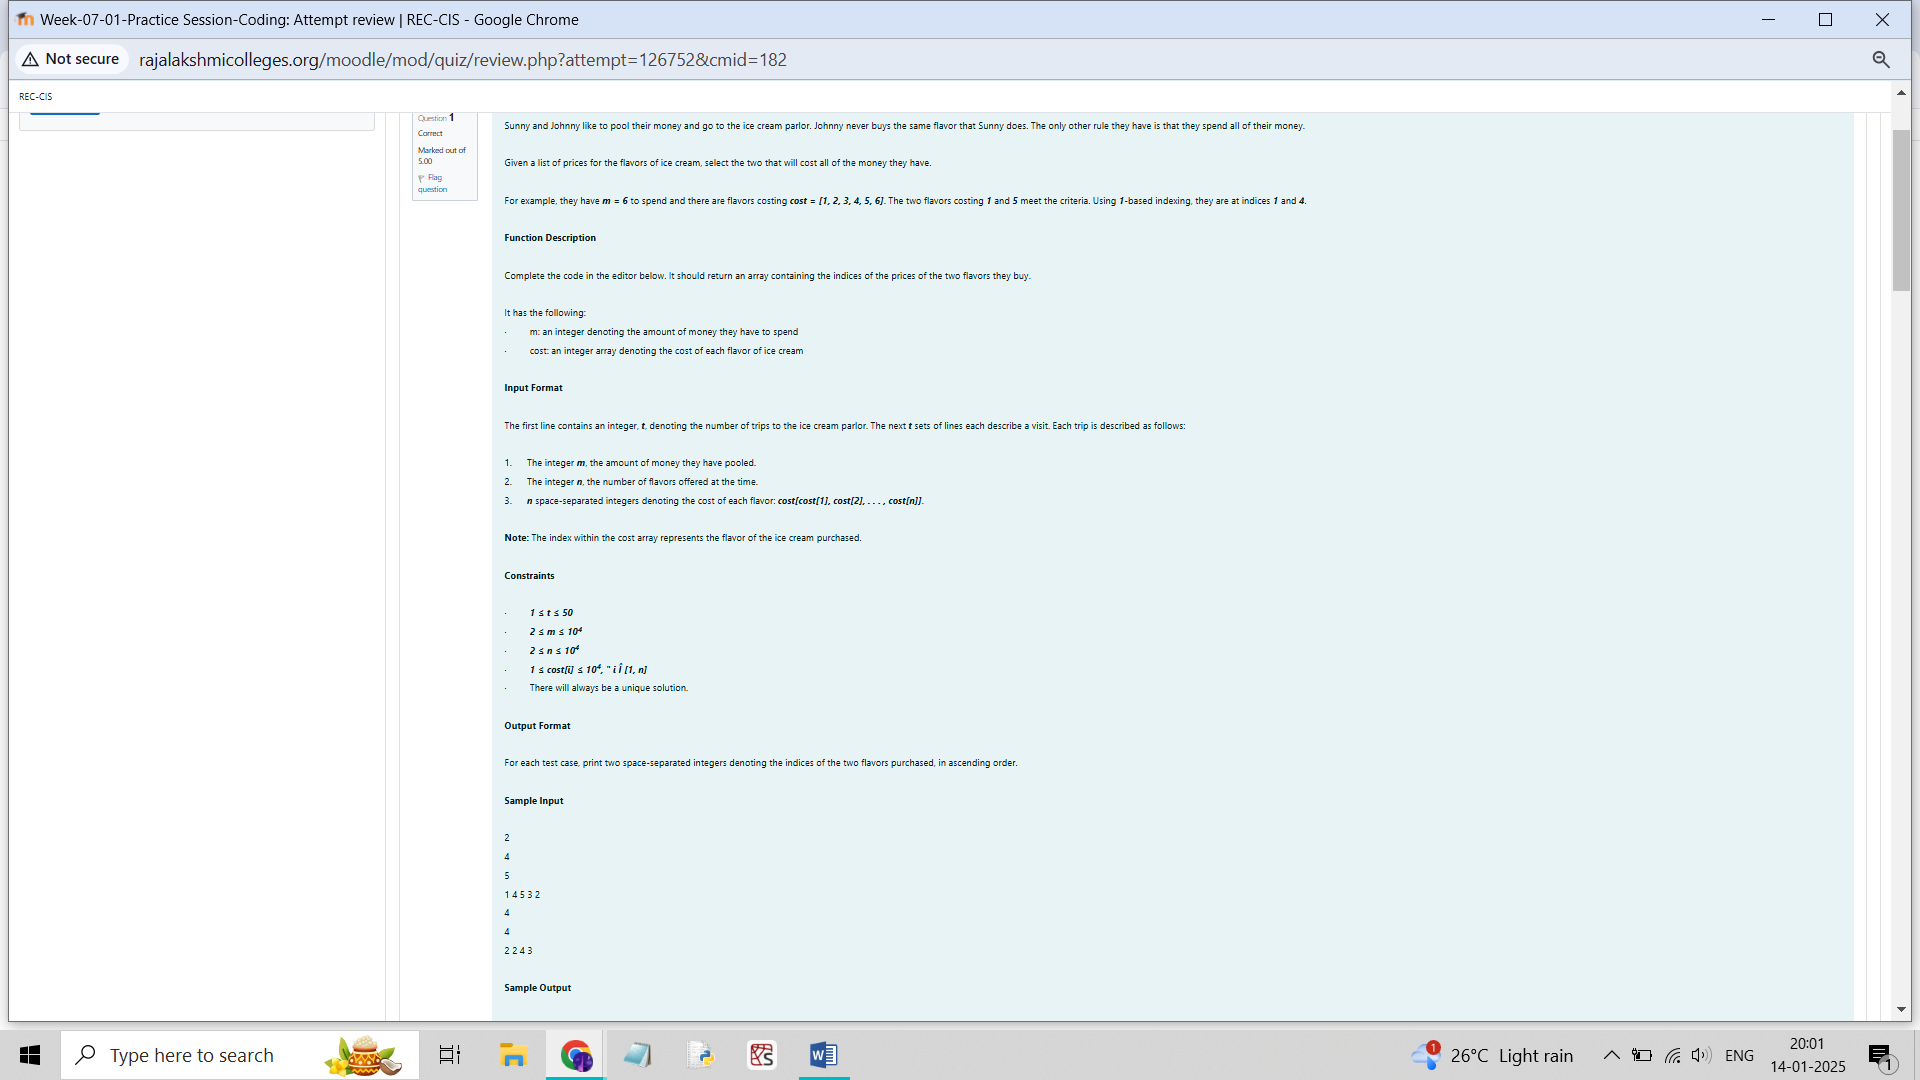 Week-07-01-Practice Session-Coding: Attempt review | REC-CIS - Google Chrome
Not secure rajalakshmicolleges.org/moodle/mod/quiz/review.php?attempt=126752&cmid=182
REC-CIS
Question 1
Correct
Marked out of
5.00
Flag
question
Sunny and Johnny like to pool their money and go to the ice cream parlor. Johnny never buys the same flavor that Sunny does. The only other rule they have is that they spend all of their money.
Given a list of prices for the flavors of ice cream, select the two that will cost all of the money they have.
For example, they have m = 6 to spend and there are flavors costing cost = [1, 2, 3, 4, 5, 6]. The two flavors costing 1 and 5 meet the criteria. Using 1-based indexing, they are at indices 1 and 4.
Function Description
Complete the code in the editor below. It should return an array containing the indices of the prices of the two flavors they buy.
It has the following:
· m: an integer denoting the amount of money they have to spend
· cost: an integer array denoting the cost of each flavor of ice cream
Input Format
The first line contains an integer, t, denoting the number of trips to the ice cream parlor. The next t sets of lines each describe a visit. Each trip is described as follows:
1. The integer m, the amount of money they have pooled.
2. The integer n, the number of flavors offered at the time.
3. n space-separated integers denoting the cost of each flavor: cost[cost[1], cost[2], . . . , cost[n]].
Note: The index within the cost array represents the flavor of the ice cream purchased.
Constraints
· 1 ≤ t ≤ 50
· 2 ≤ m ≤ 10⁴
· 2 ≤ n ≤ 10⁴
· 1 ≤ cost[i] ≤ 10⁴, " i Î [1, n]
· There will always be a unique solution.
Output Format
For each test case, print two space-separated integers denoting the indices of the two flavors purchased, in ascending order.
Sample Input
2
4
5
1 4 5 3 2
4
4
2 2 4 3
Sample Output
Type here to search
1
26°C Light rain
ENG
20:01
14-01-2025
1